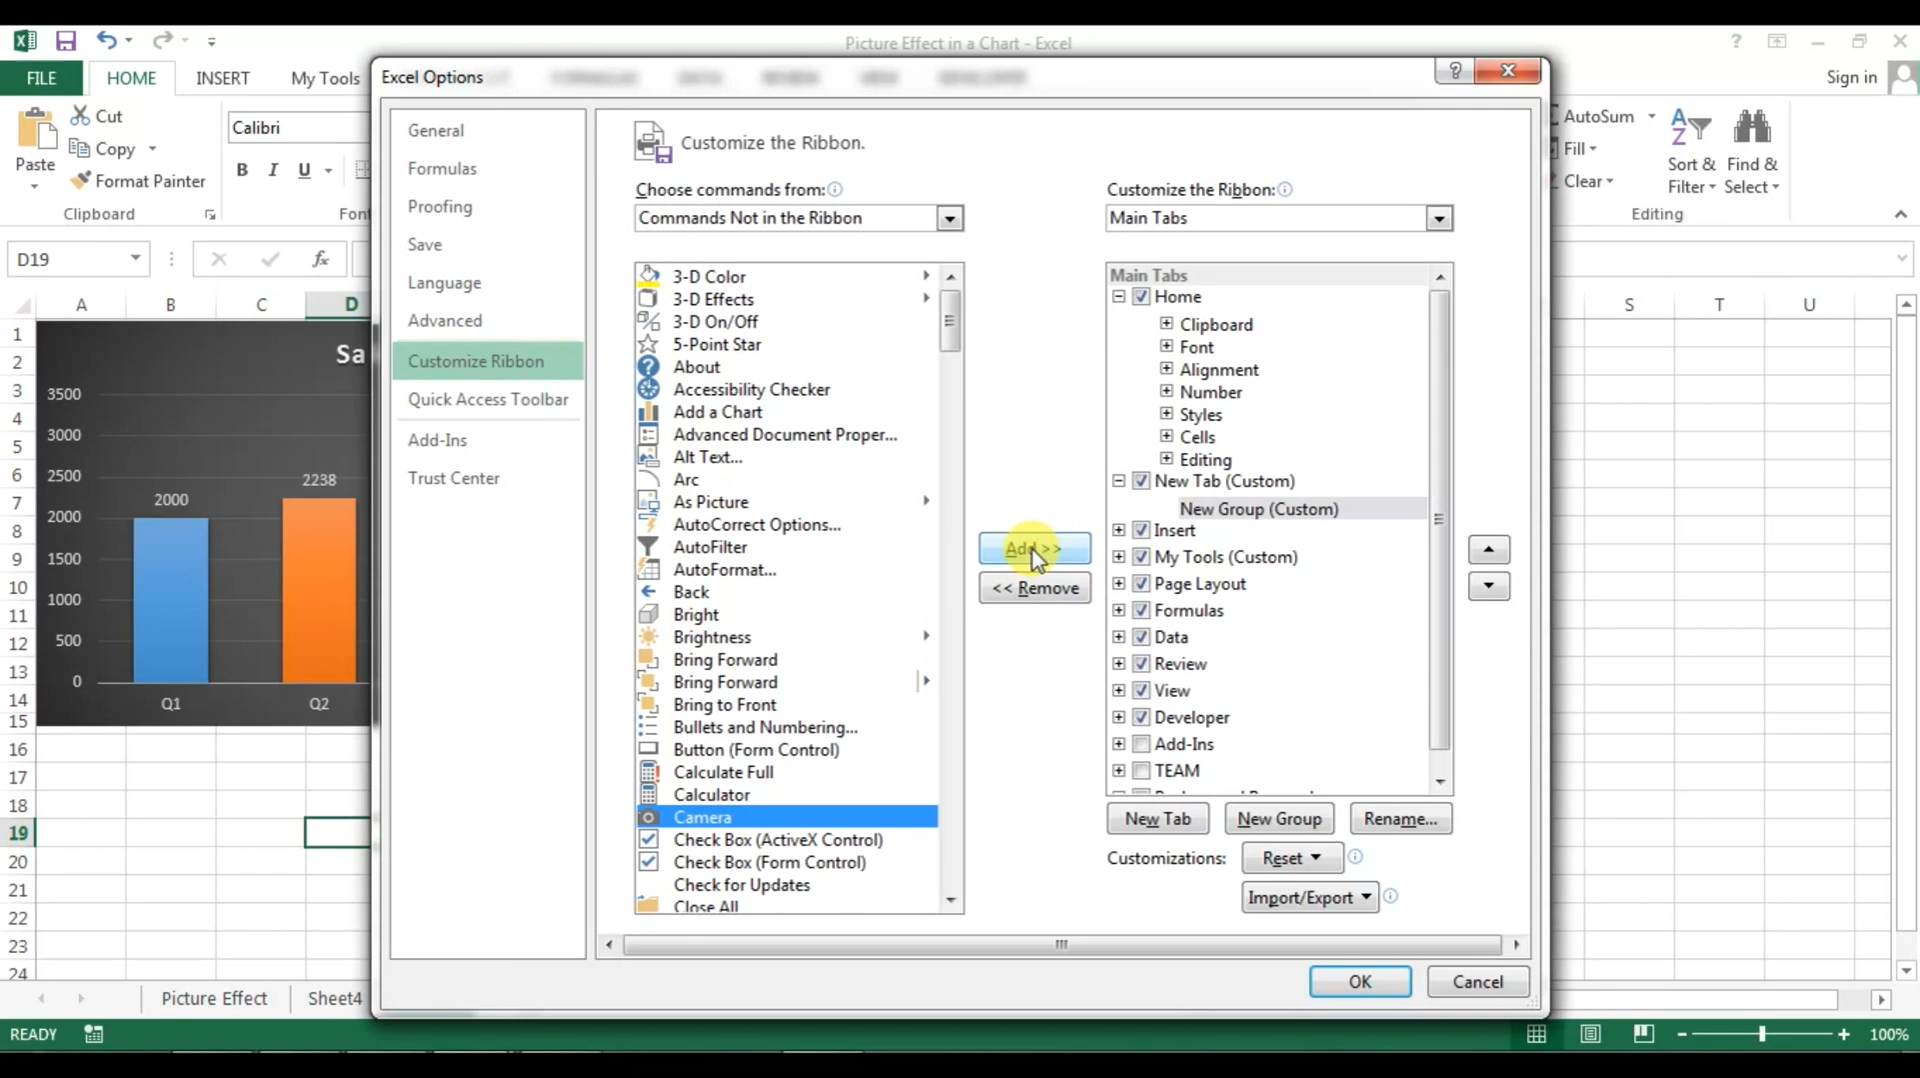 Picture Effect in a Chart - Excel
FILE
HOME
INSERT
My Tools
Sign in
Cut
Copy
Format Painter
Paste
Clipboard
Calibri
B I U
Fon
AutoSum
Fill
Clear
Sort & Filter
Find & Select
Editing
D19
fx
A B C D
S T U
1
2
3
4
5
6
7
8
9
10
11
12
13
14
15
16
17
18
19
20
21
22
23
24
Sa
3500
3000
2500
2000
1500
1000
500
0
2000
2238
Q1 Q2
Excel Options
General
Formulas
Proofing
Save
Language
Advanced
Customize Ribbon
Quick Access Toolbar
Add-Ins
Trust Center
Customize the Ribbon.
Choose commands from:
Commands Not in the Ribbon
3-D Color
3-D Effects
3-D On/Off
5-Point Star
About
Accessibility Checker
Add a Chart
Advanced Document Proper...
Alt Text...
Arc
As Picture
AutoCorrect Options...
AutoFilter
AutoFormat...
Back
Bright
Brightness
Bring Forward
Bring Forward
Bring to Front
Bullets and Numbering...
Button (Form Control)
Calculate Full
Calculator
Camera
Check Box (ActiveX Control)
Check Box (Form Control)
Check for Updates
Close All
Add >>
<< Remove
Customize the Ribbon:
Main Tabs
Main Tabs
Home
Clipboard
Font
Alignment
Number
Styles
Cells
Editing
New Tab (Custom)
New Group (Custom)
Insert
My Tools (Custom)
Page Layout
Formulas
Data
Review
View
Developer
Add-Ins
TEAM
New Tab
New Group
Rename...
Customizations:
Reset
Import/Export
OK
Cancel
Picture Effect
Sheet4
READY
100%